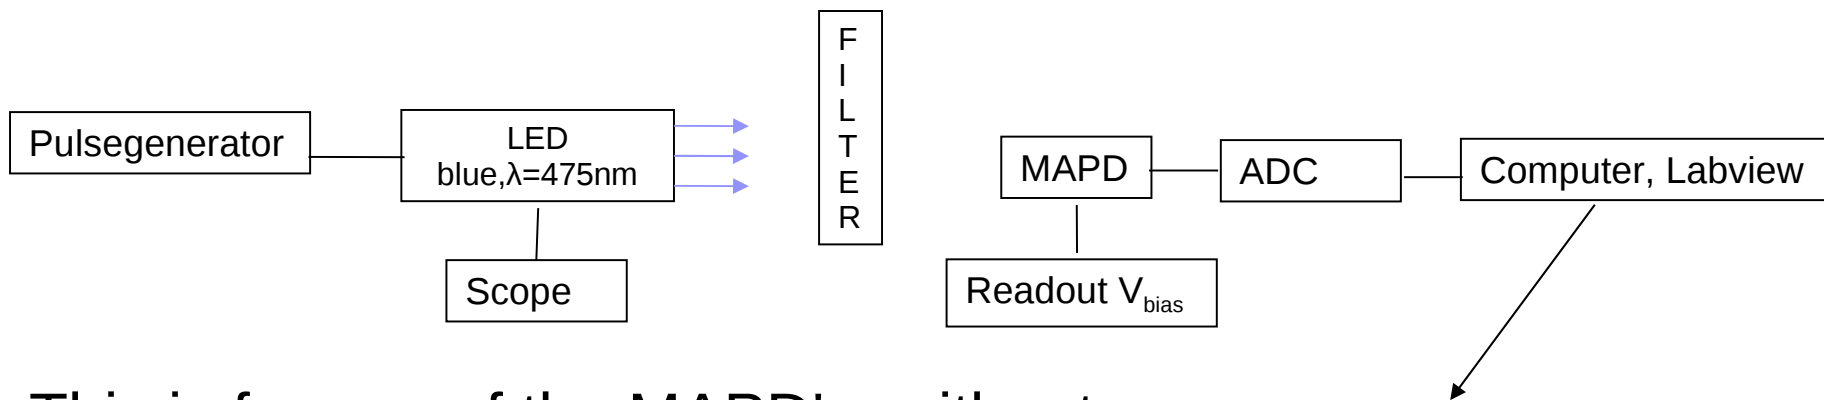 Pulsegenerator
LED
blue,λ=475nm
Scope
F
I
L
T
E
R
MAPD
ADC
Computer, Labview
Readout Vbias